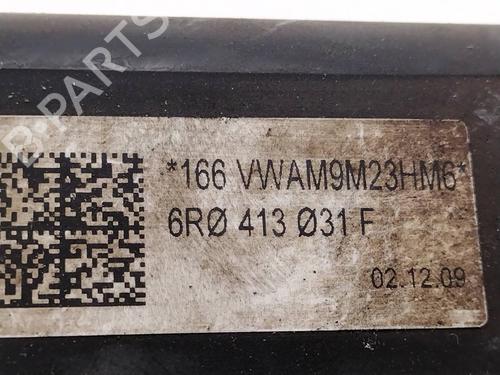 B-PARTS
*166 VWAM9M23HM6*
6RØ 413 Ø31 F
02.12.09